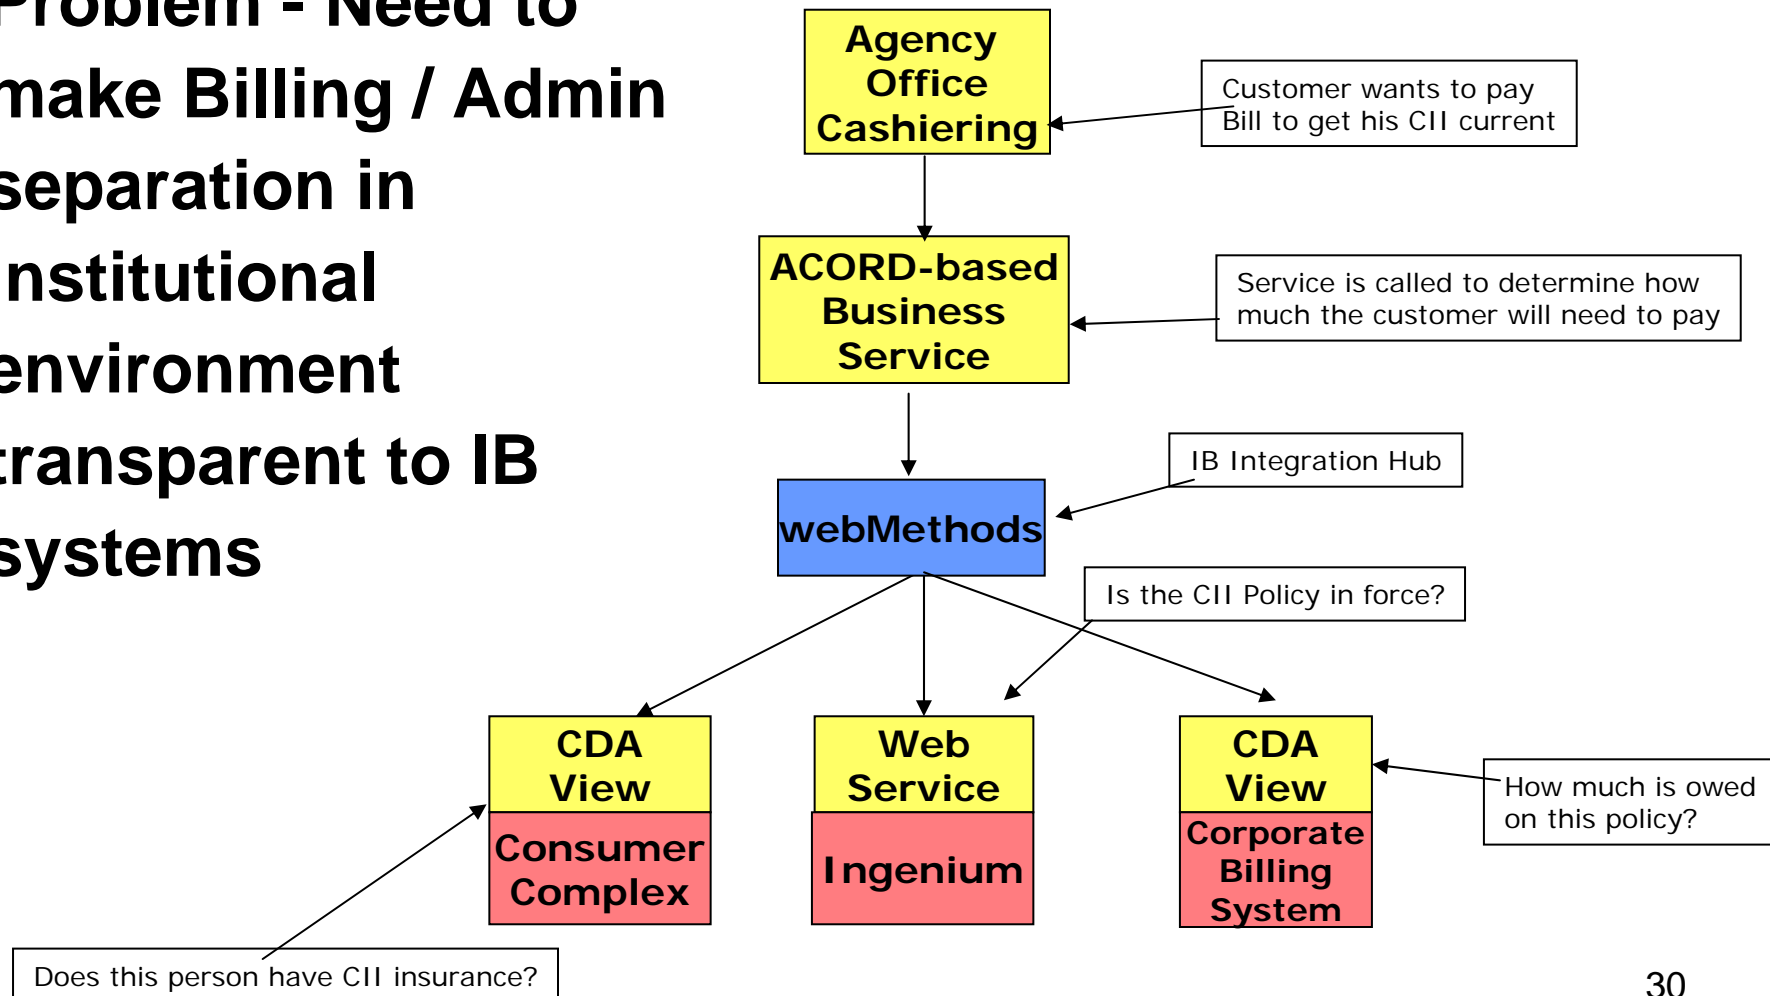 Problem - Need to
make Billing / Admin
separation in
institutional
environment
transparent to IB
systems
Agency
Office
Cashiering
Customer wants to pay
Bill to get his CII current
ACORD-based
Business
Service
Service is called to determine how
much the customer will need to pay
IB Integration Hub
webMethods
Is the CII Policy in force?
CDA
View
Consumer
Complex
Web
Service
Ingenium
CDA
View
Corporate
Billing
System
How much is owed
on this policy?
Does this person have CII insurance?
30